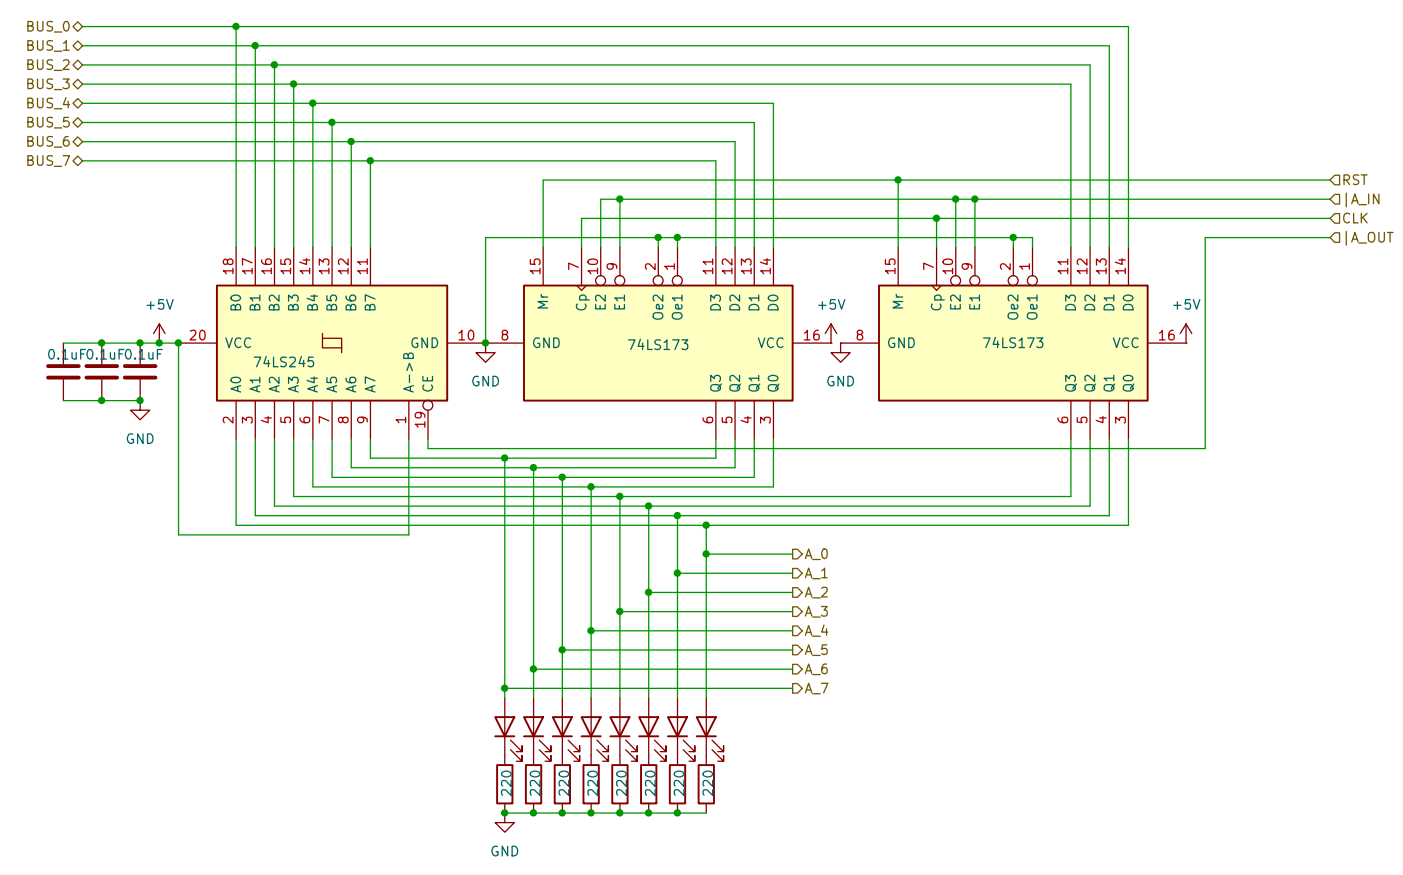 BUS_0
BUS_1
BUS_2
BUS_3
BUS_4
BUS_5
BUS_6
BUS_7
RST
|A_IN
CLK
|A_OUT
18 17 16 15 14 13 12 11
B0 B1 B2 B3 B4 B5 B6 B7
20 VCC
GND 10
74LS245
A0 A1 A2 A3 A4 A5 A6 A7 A->B CE
2 3 4 5 6 7 8 9 1 19
+5V
0.1uF 0.1uF 0.1uF
GND
GND
15 7 10 9 2 1 11 12 13 14
Mr Cp E2 E1 Oe2 Oe1 D3 D2 D1 D0
8 GND
74LS173
VCC 16
Q3 Q2 Q1 Q0
6 5 4 3
+5V
GND
15 7 10 9 2 1 11 12 13 14
Mr Cp E2 E1 Oe2 Oe1 D3 D2 D1 D0
8 GND
74LS173
VCC 16
Q3 Q2 Q1 Q0
6 5 4 3
+5V
A_0
A_1
A_2
A_3
A_4
A_5
A_6
A_7
220 220 220 220 220 220 220 220
GND